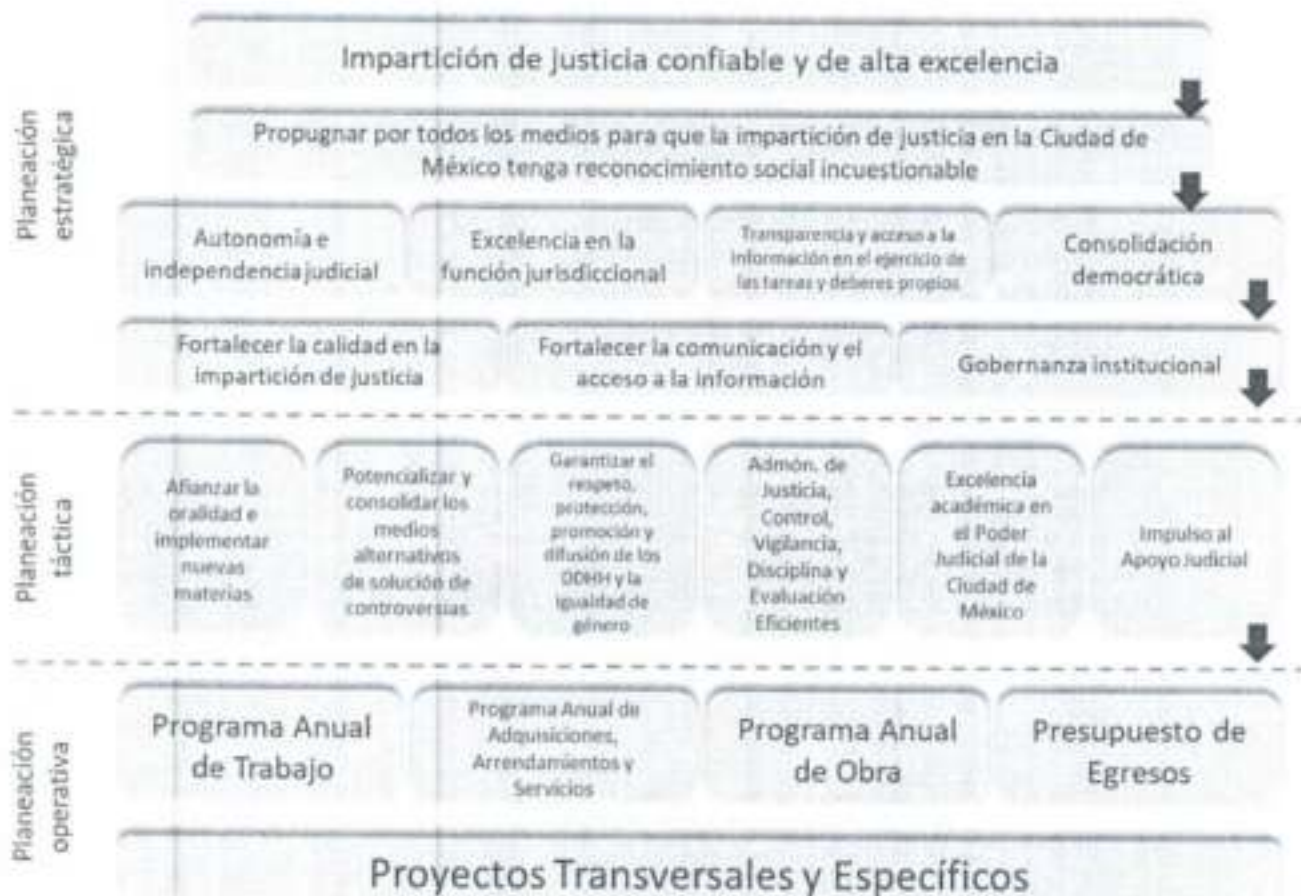 Planeación
estratégica
Impartición de justicia confiable y de alta excelencia
Propugnar por todos los medios para que la impartición de justicia en la Ciudad de
México tenga reconocimiento social incuestionable
Autonomía e
independencia judicial
Excelencia en la
función jurisdiccional
Transparencia y acceso a la
información en el ejercicio de
las tareas y deberes propios
Consolidación
democrática
Fortalecer la calidad en la
impartición de justicia
Fortalecer la comunicación y el
acceso a la información
Gobernanza institucional
Planeación
táctica
Afianzar la
oralidad e
implementar
nuevas
materias
Potencializar y
consolidar los
medios
alternativos
de solución de
controversias
Garantizar el
respeto,
protección,
promoción y
difusión de los
DDHH y la
igualdad de
género
Admón. de
Justicia,
Control,
Vigilancia,
Disciplina y
Evaluación
Eficientes
Excelencia
académica en
el Poder
Judicial de la
Ciudad de
México
Impulso al
Apoyo Judicial
Planeación
operativa
Programa Anual
de Trabajo
Programa Anual de
Adquisiciones,
Arrendamientos y
Servicios
Programa Anual
de Obra
Presupuesto de
Egresos
Proyectos Transversales y Específicos